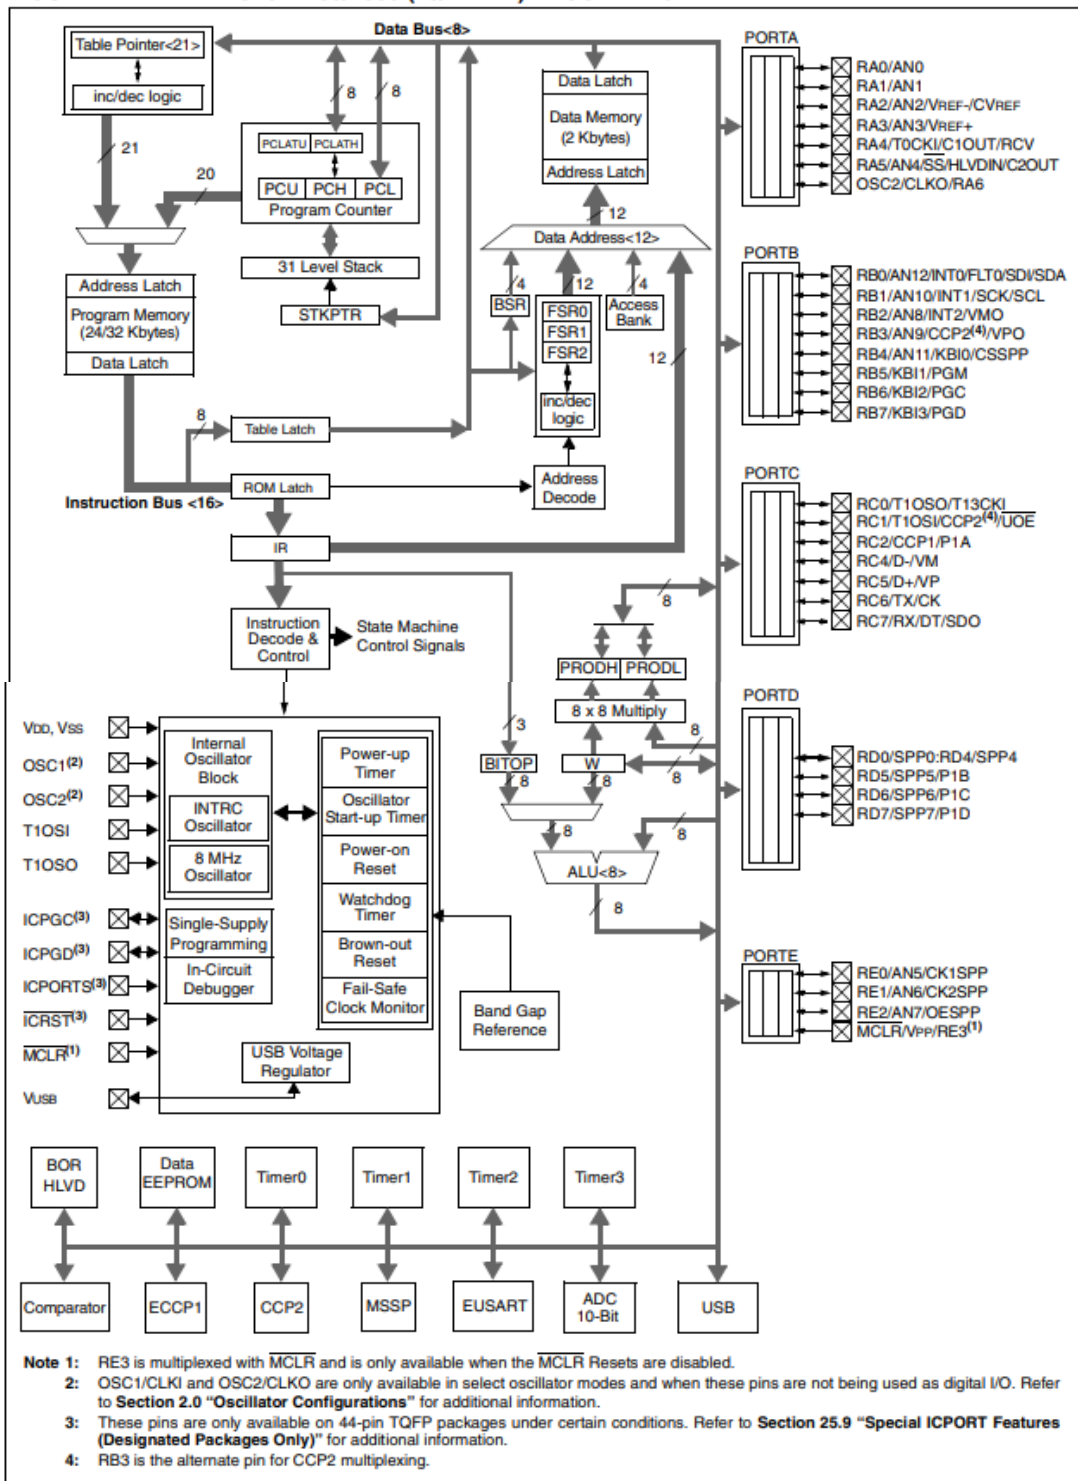 Data Bus<8>
Table Pointer<21>
inc/dec logic
21
20
8
8
PCLATU PCLATH
PCU PCH PCL
Program Counter
31 Level Stack
STKPTR
Data Latch
Data Memory
(2 Kbytes)
Address Latch
12
Data Address<12>
4
12
4
BSR
FSR0
FSR1
FSR2
inc/dec
logic
Access
Bank
12
Address Latch
Program Memory
(24/32 Kbytes)
Data Latch
8
Table Latch
Instruction Bus <16>
ROM Latch
Address
Decode
IR
Instruction
Decode &
Control
State Machine
Control Signals
8
PRODH PRODL
8 x 8 Multiply
3
8
BITOP
W
8
8
8
8
8
ALU<8>
8
PORTA
RA0/AN0
RA1/AN1
RA2/AN2/VREF-/CVREF
RA3/AN3/VREF+
RA4/T0CKI/C1OUT/RCV
RA5/AN4/SS/HLVDIN/C2OUT
OSC2/CLKO/RA6
PORTB
RB0/AN12/INT0/FLT0/SDI/SDA
RB1/AN10/INT1/SCK/SCL
RB2/AN8/INT2/VMO
RB3/AN9/CCP2(4)/VPO
RB4/AN11/KBI0/CSSPP
RB5/KBI1/PGM
RB6/KBI2/PGC
RB7/KBI3/PGD
PORTC
RC0/T1OSO/T13CKI
RC1/T1OSI/CCP2(4)/UOE
RC2/CCP1/P1A
RC4/D-/VM
RC5/D+/VP
RC6/TX/CK
RC7/RX/DT/SDO
PORTD
RD0/SPP0:RD4/SPP4
RD5/SPP5/P1B
RD6/SPP6/P1C
RD7/SPP7/P1D
PORTE
RE0/AN5/CK1SPP
RE1/AN6/CK2SPP
RE2/AN7/OESPP
MCLR/VPP/RE3(1)
VDD, VSS
OSC1(2)
OSC2(2)
T1OSI
T1OSO
ICPGC(3)
ICPGD(3)
ICPORTS(3)
ICRST(3)
MCLR(1)
VUSB
Internal
Oscillator
Block
INTRC
Oscillator
8 MHz
Oscillator
Single-Supply
Programming
In-Circuit
Debugger
Power-up
Timer
Oscillator
Start-up Timer
Power-on
Reset
Watchdog
Timer
Brown-out
Reset
Fail-Safe
Clock Monitor
USB Voltage
Regulator
Band Gap
Reference
BOR
HLVD
Data
EEPROM
Timer0
Timer1
Timer2
Timer3
Comparator
ECCP1
CCP2
MSSP
EUSART
ADC
10-Bit
USB
Note 1: RE3 is multiplexed with MCLR and is only available when the MCLR Resets are disabled.
2: OSC1/CLKI and OSC2/CLKO are only available in select oscillator modes and when these pins are not being used as digital I/O. Refer
to Section 2.0 “Oscillator Configurations” for additional information.
3: These pins are only available on 44-pin TQFP packages under certain conditions. Refer to Section 25.9 “Special ICPORT Features
(Designated Packages Only)” for additional information.
4: RB3 is the alternate pin for CCP2 multiplexing.